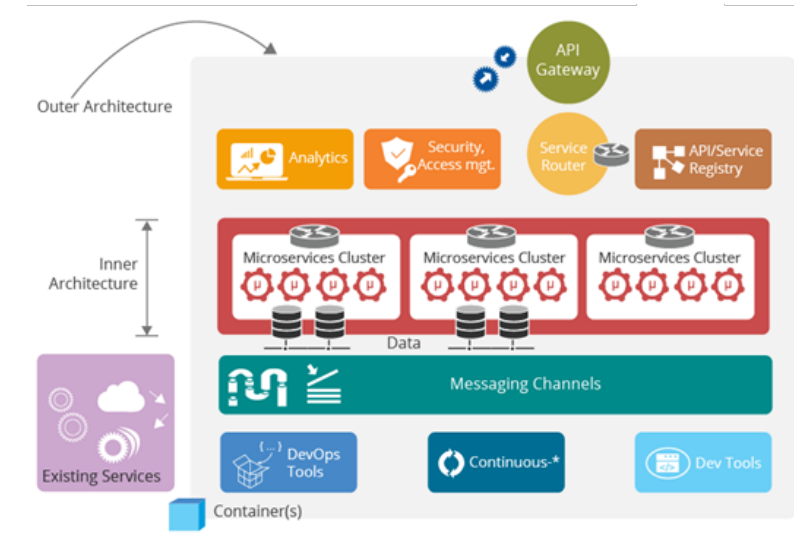 API
Gateway
Outer Architecture
Analytics
Security,
Access mgt.
Service
Router
API/Service
Registry
Inner
Architecture
Microservices Cluster
µ µ µ µ
Microservices Cluster
µ µ µ µ
Microservices Cluster
µ µ µ µ
Data
Messaging Channels
Existing Services
{...}
DevOps
Tools
Continuous-*
</>
Dev Tools
Container(s)